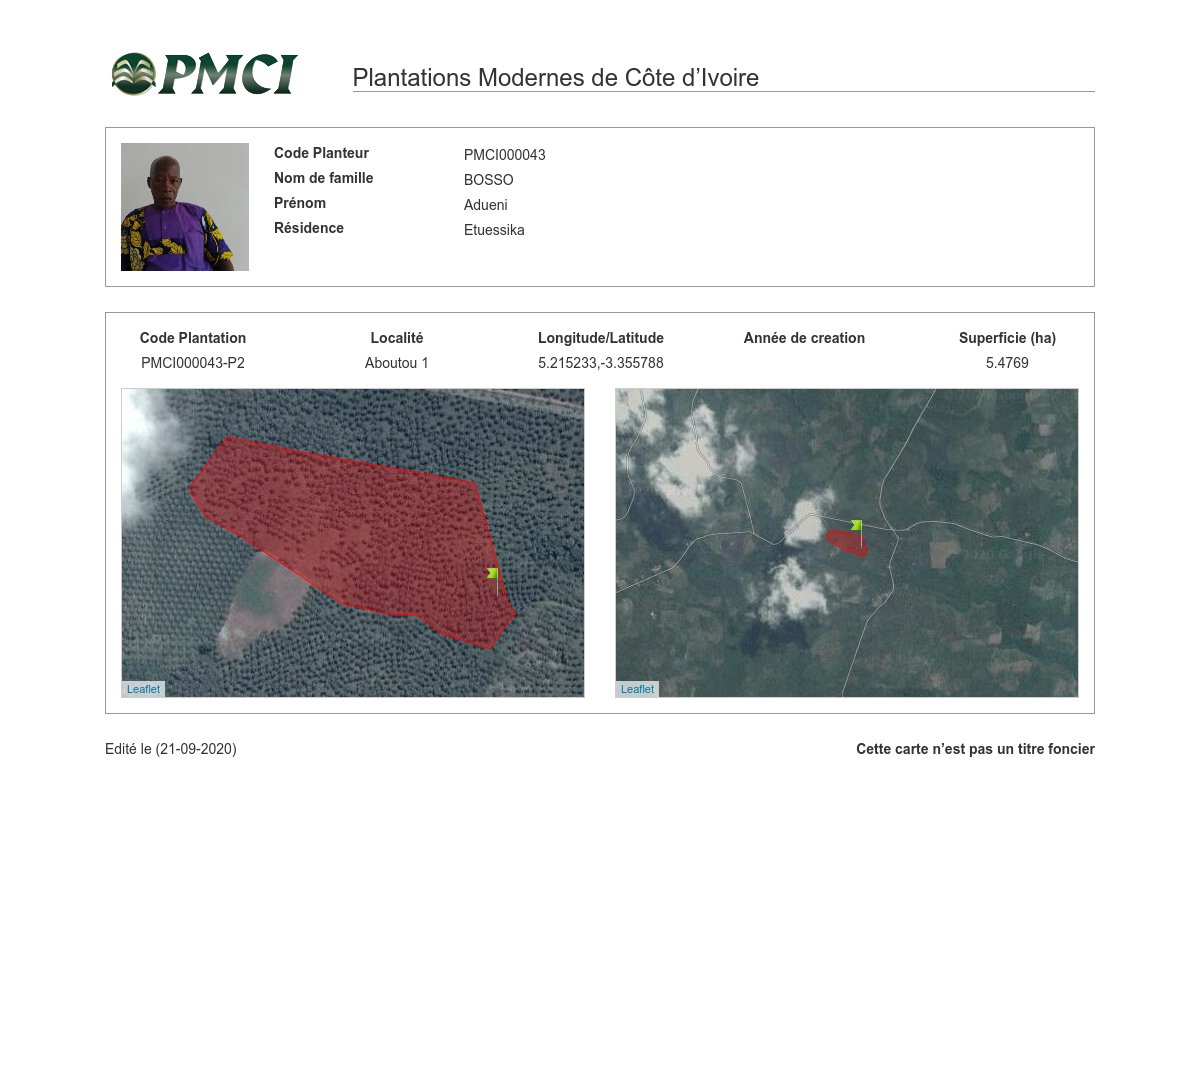 PMCI
Plantations Modernes de Côte d'Ivoire
Code Planteur PMCI000043
Nom de famille BOSSO
Prénom Adueni
Résidence Etuessika
Code Plantation Localité Longitude/Latitude Année de creation Superficie (ha)
PMCI000043-P2 Aboutou 1 5.215233,-3.355788 5.4769
Leaflet Leaflet
Edité le (21-09-2020) Cette carte n'est pas un titre foncier